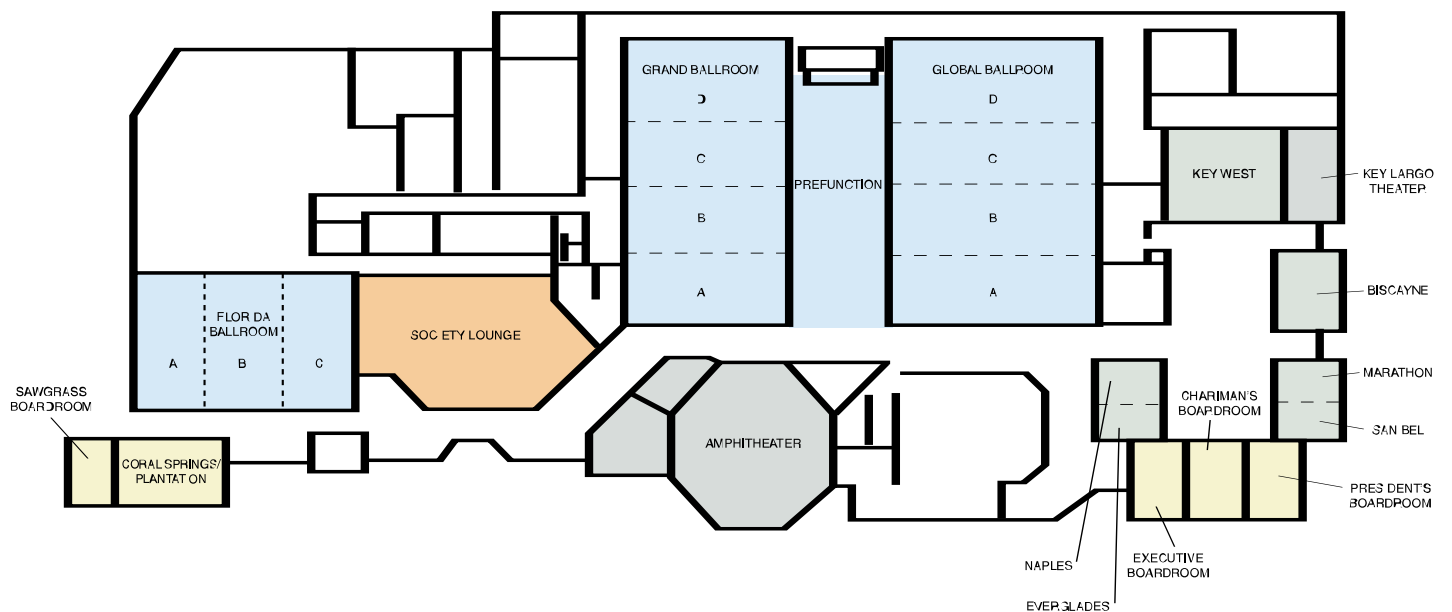 GRAND BALLROOM
D
C
B
A
PREFUNCTION
GLOBAL BALLPOOM
D
C
B
A
KEY WEST
KEY LARGO
THEATER
BISCAYNE
MARATHON
SAN BEL
CHARIMAN'S
BOARDROOM
PRES DENT'S
BOARDPOOM
EXECUTIVE
BOARDROOM
NAPLES
EVERGLADES
AMPHITHEATER
SOC ETY LOUNGE
FLOR DA
BALLROOM
A B C
SAWGRASS
BOARDROOM
CORAL SPRINGS/
PLANTAT ON